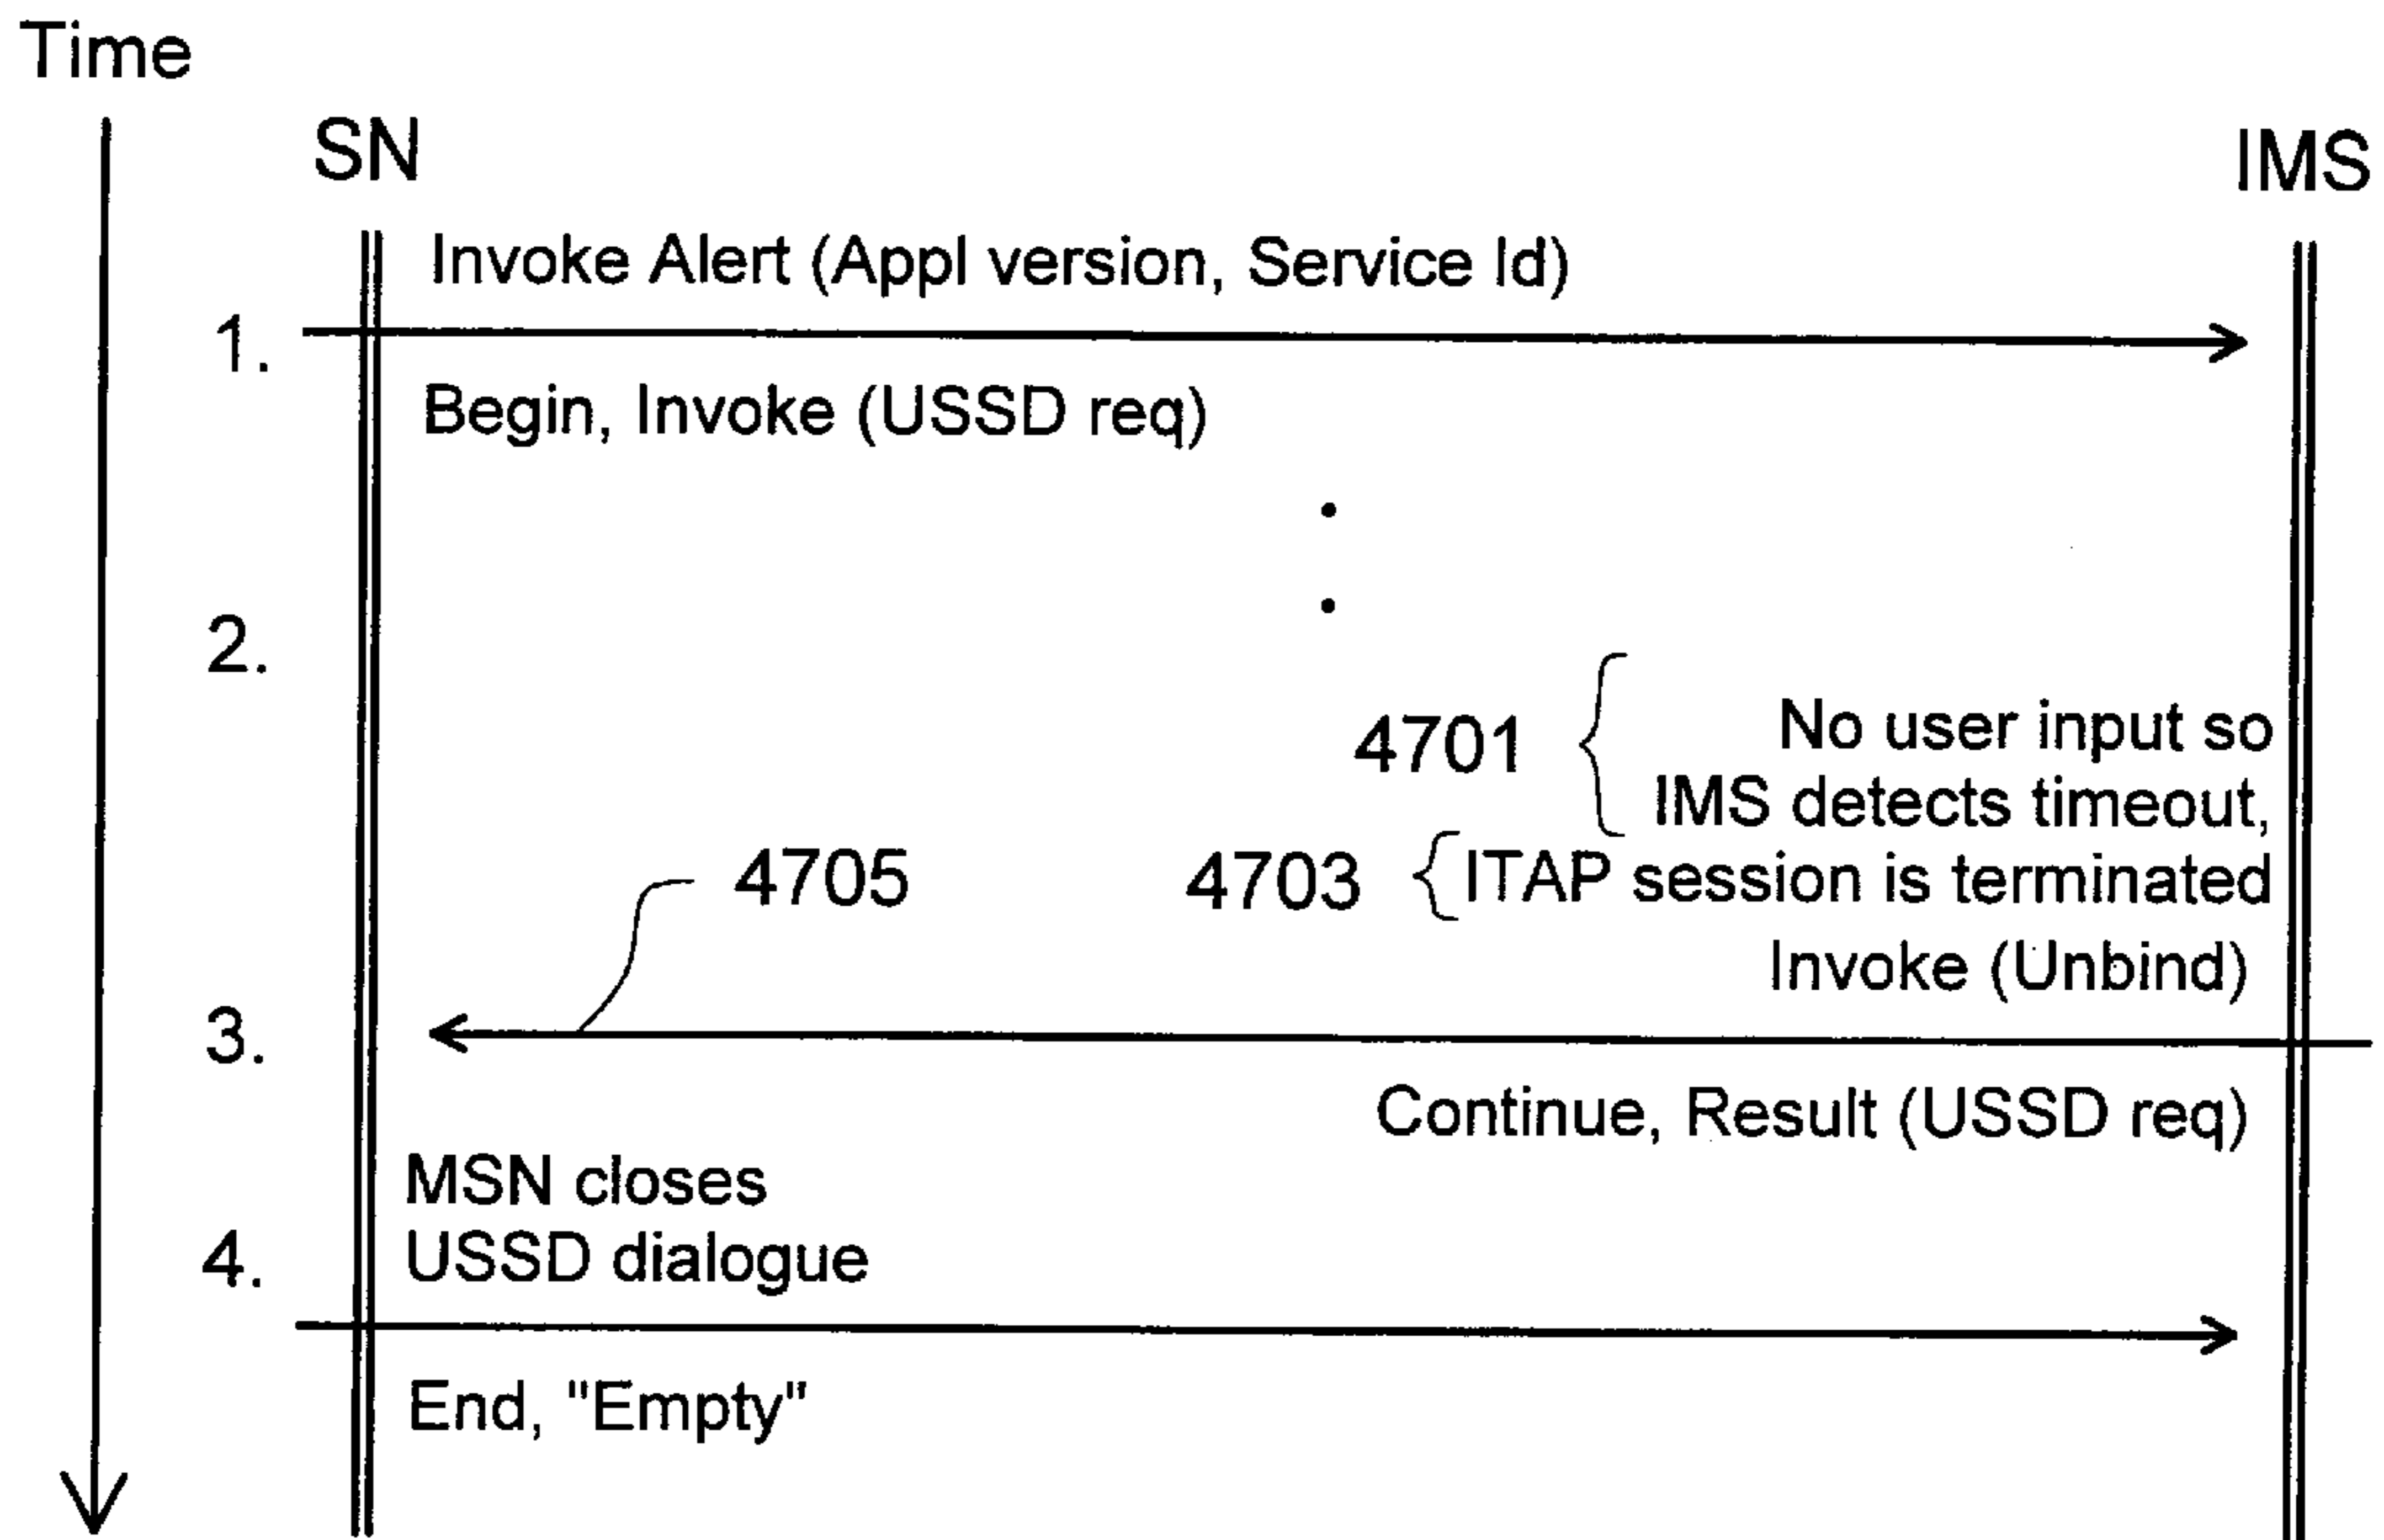 Time
SN
IMS
Invoke Alert (Appl version, Service Id)
1.
Begin, Invoke (USSD req)
2.
4701
No user input so
IMS detects timeout,
4705
4703
ITAP session is terminated
Invoke (Unbind)
3.
Continue, Result (USSD req)
MSN closes
4.
USSD dialogue
End, "Empty"